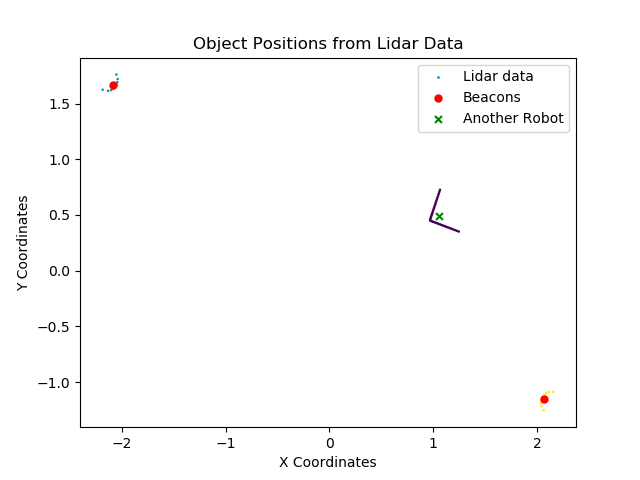 Object Positions from Lidar Data
Lidar data
Beacons
Another Robot
Y Coordinates
1.5
1.0
0.5
0.0
−0.5
−1.0
−2
−1
0
1
2
X Coordinates